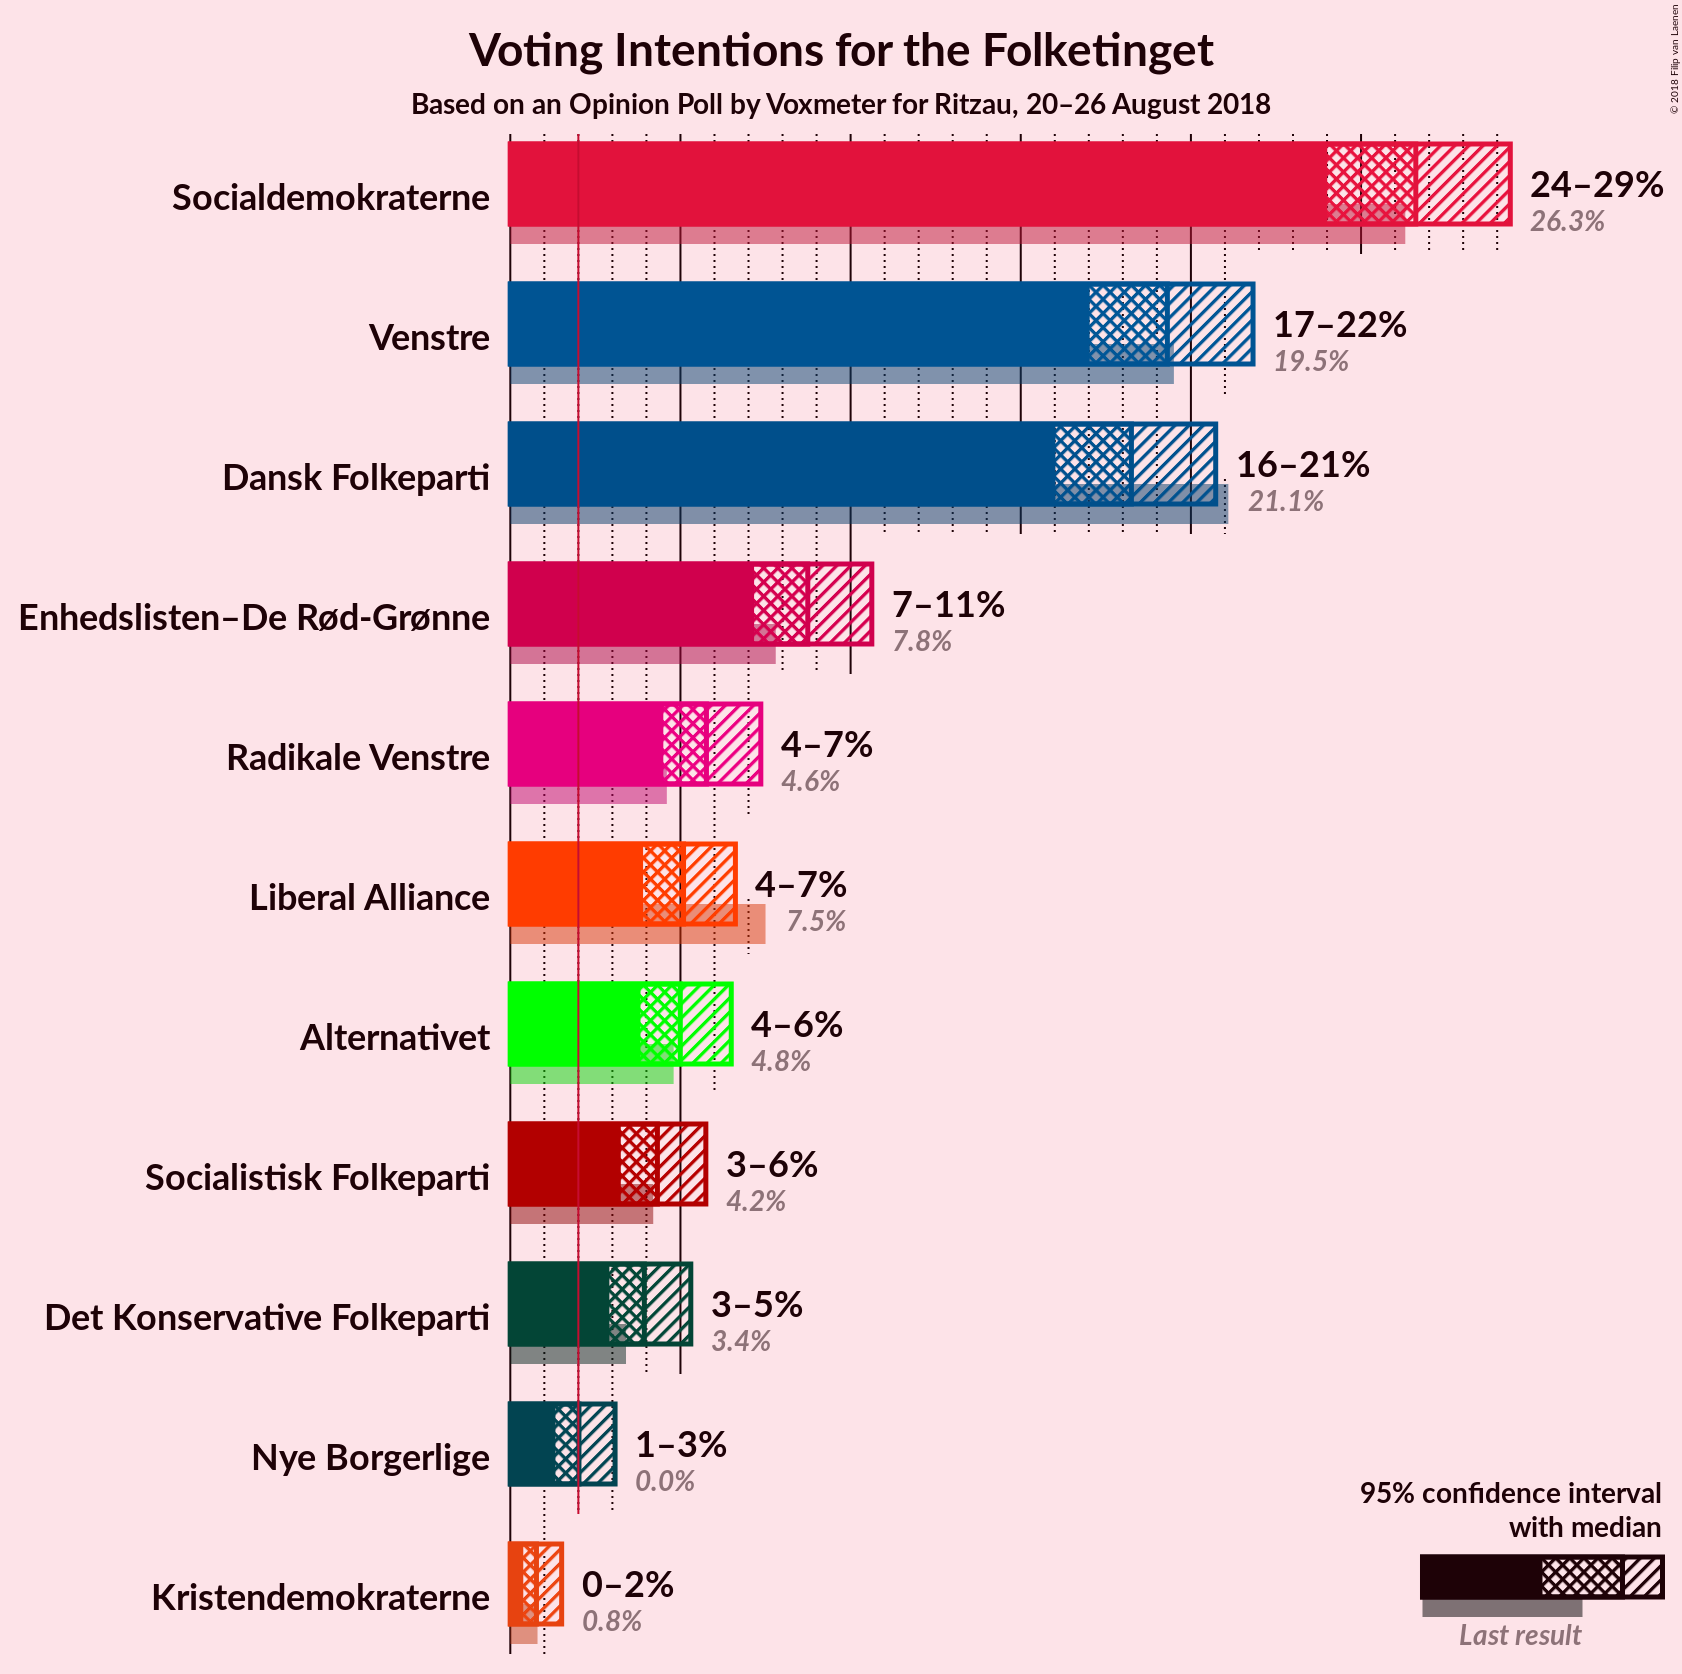 Voting Intentions for the Folketinget
Based on an Opinion Poll by Voxmeter for Ritzau, 20–26 August 2018
© 2018 Filip van Laenen
Socialdemokraterne
24–29%
26.3%
Venstre
17–22%
19.5%
Dansk Folkeparti
16–21%
21.1%
Enhedslisten–De Rød-Grønne
7–11%
7.8%
Radikale Venstre
4–7%
4.6%
Liberal Alliance
4–7%
7.5%
Alternativet
4–6%
4.8%
Socialistisk Folkeparti
3–6%
4.2%
Det Konservative Folkeparti
3–5%
3.4%
Nye Borgerlige
1–3%
0.0%
Kristendemokraterne
0–2%
0.8%
95% confidence interval
with median
Last result